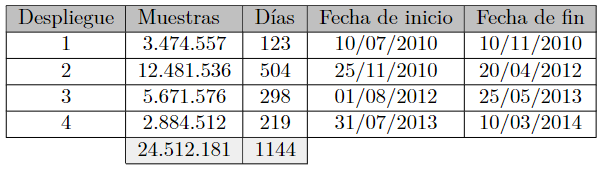 Despliegue Muestras Días Fecha de inicio Fecha de fin
1 3.474.557 123 10/07/2010 10/11/2010
2 12.481.536 504 25/11/2010 20/04/2012
3 5.671.576 298 01/08/2012 25/05/2013
4 2.884.512 219 31/07/2013 10/03/2014
24.512.181 1144